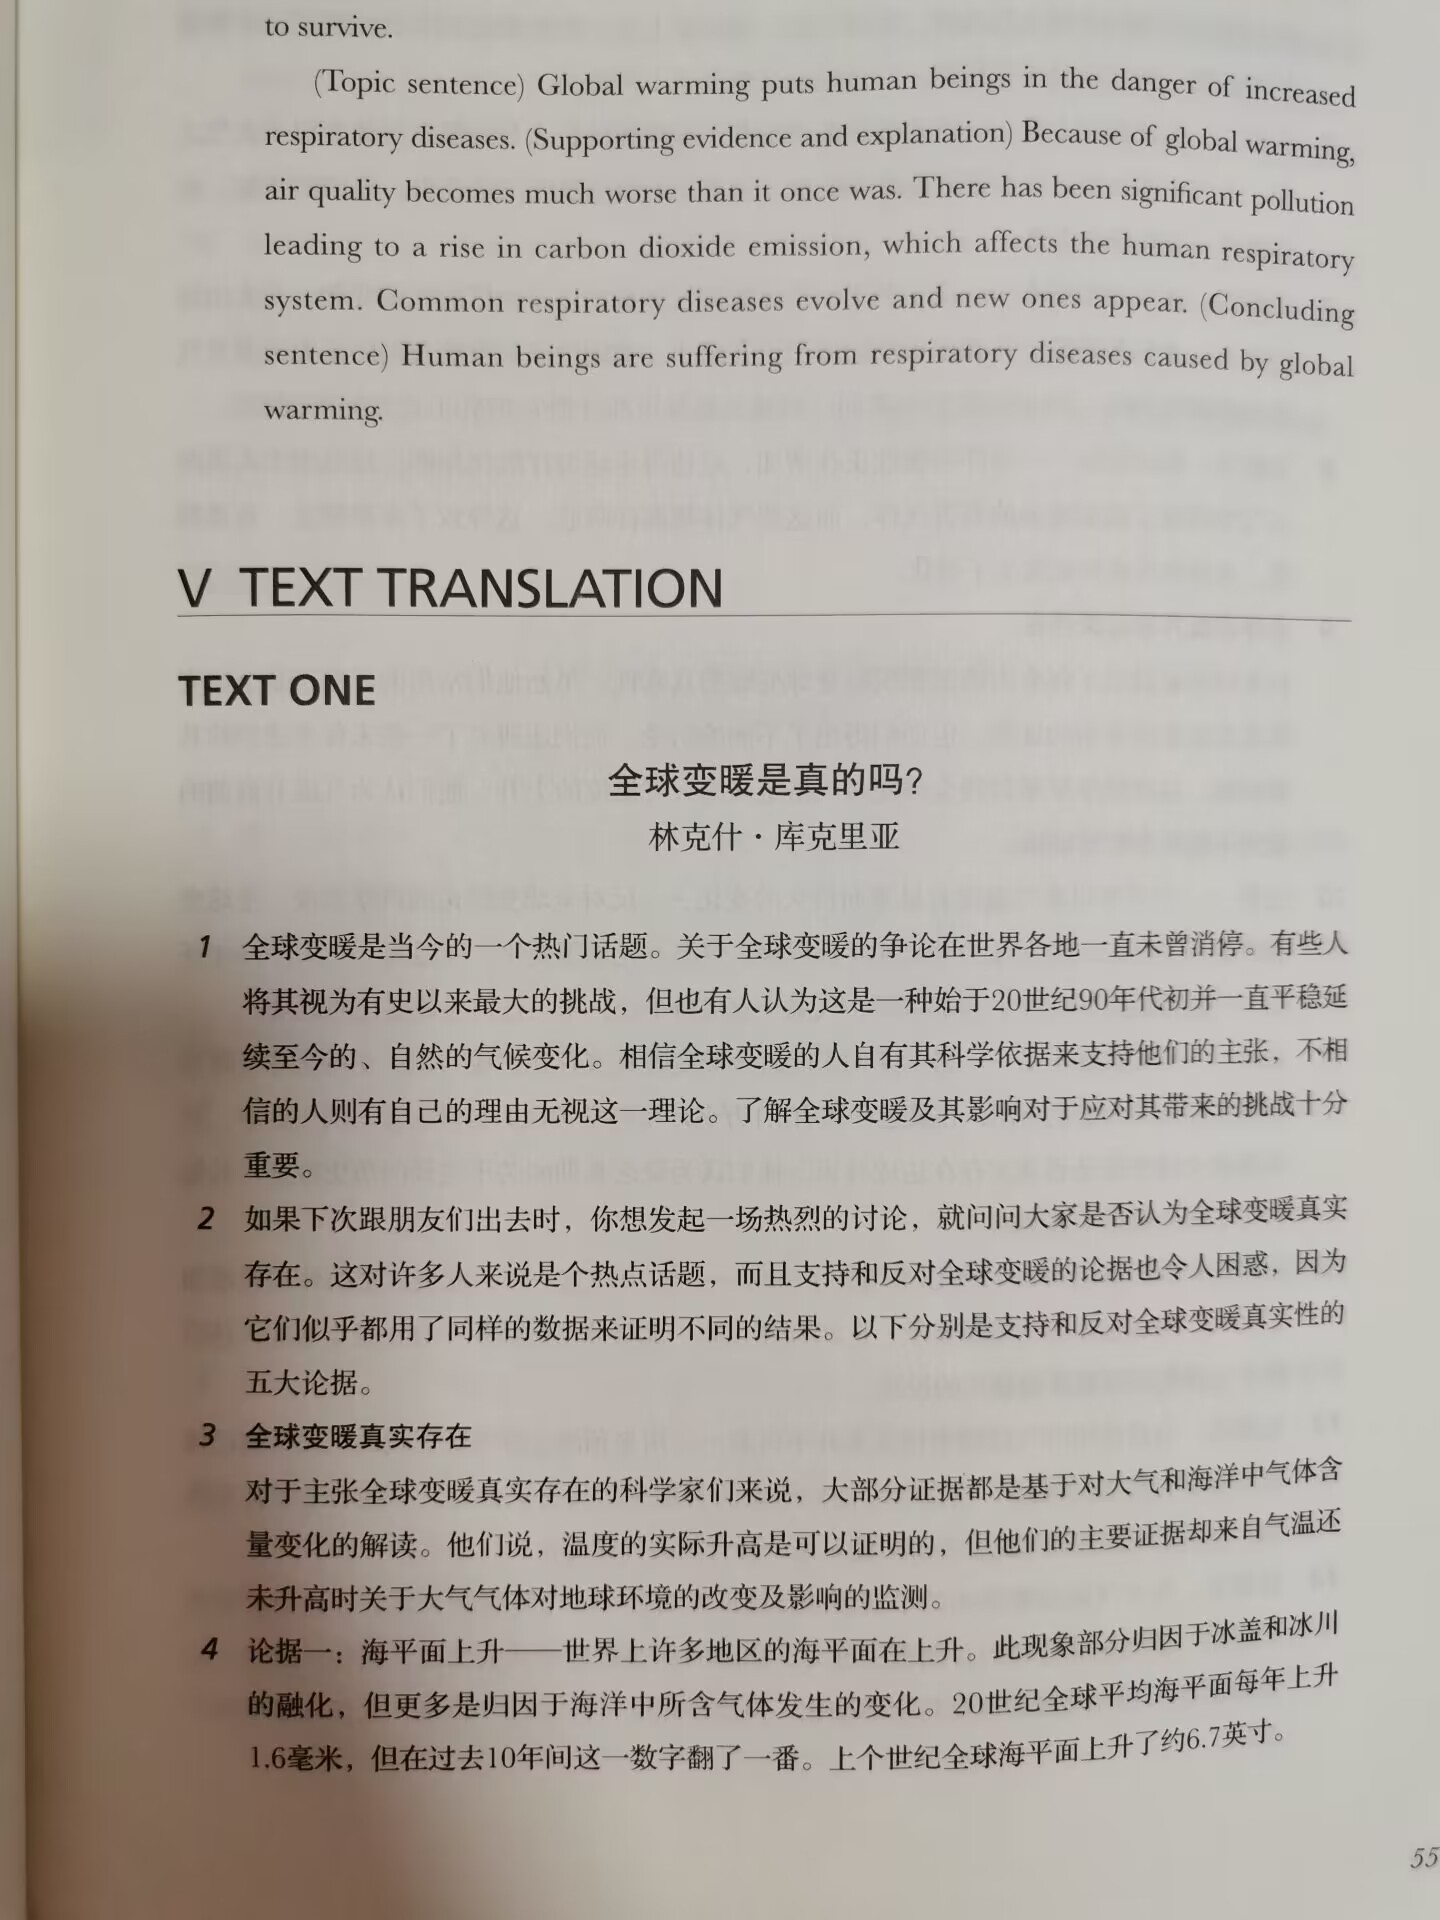 to survive.
(Topic sentence) Global warming puts human beings in the danger of increased
respiratory diseases. (Supporting evidence and explanation) Because of global warming,
air quality becomes much worse than it once was. There has been significant pollution
leading to a rise in carbon dioxide emission, which affects the human respiratory
system. Common respiratory diseases evolve and new ones appear. (Concluding
sentence) Human beings are suffering from respiratory diseases caused by global
warming.
V TEXT TRANSLATION
TEXT ONE
全球变暖是真的吗？
林克什·库克里亚
1 全球变暖是当今的一个热门话题。关于全球变暖的争论在世界各地一直未曾消停。有些人
将其视为有史以来最大的挑战，但也有人认为这是一种始于20世纪90年代初并一直平稳延
续至今的、自然的气候变化。相信全球变暖的人自有其科学依据来支持他们的主张，不相
信的人则有自己的理由无视这一理论。了解全球变暖及其影响对于应对其带来的挑战十分
重要。
2 如果下次跟朋友们出去时，你想发起一场热烈的讨论，就问问大家是否认为全球变暖真实
存在。这对许多人来说是个热点话题，而且支持和反对全球变暖的论据也令人困惑，因为
它们似乎都用了同样的数据来证明不同的结果。以下分别是支持和反对全球变暖真实性的
五大论据。
3 全球变暖真实存在
对于主张全球变暖真实存在的科学家们来说，大部分证据都是基于对大气和海洋中气体含
量变化的解读。他们说，温度的实际升高是可以证明的，但他们的主要证据却来自气温还
未升高时关于大气气体对地球环境的改变及影响的监测。
4 论据一：海平面上升——世界上许多地区的海平面在上升。此现象部分归因于冰盖和冰川
的融化，但更多是归因于海洋中所含气体发生的变化。20世纪全球平均海平面每年上升
1.6毫米，但在过去10年间这一数字翻了一番。上个世纪全球海平面上升了约6.7英寸。
55